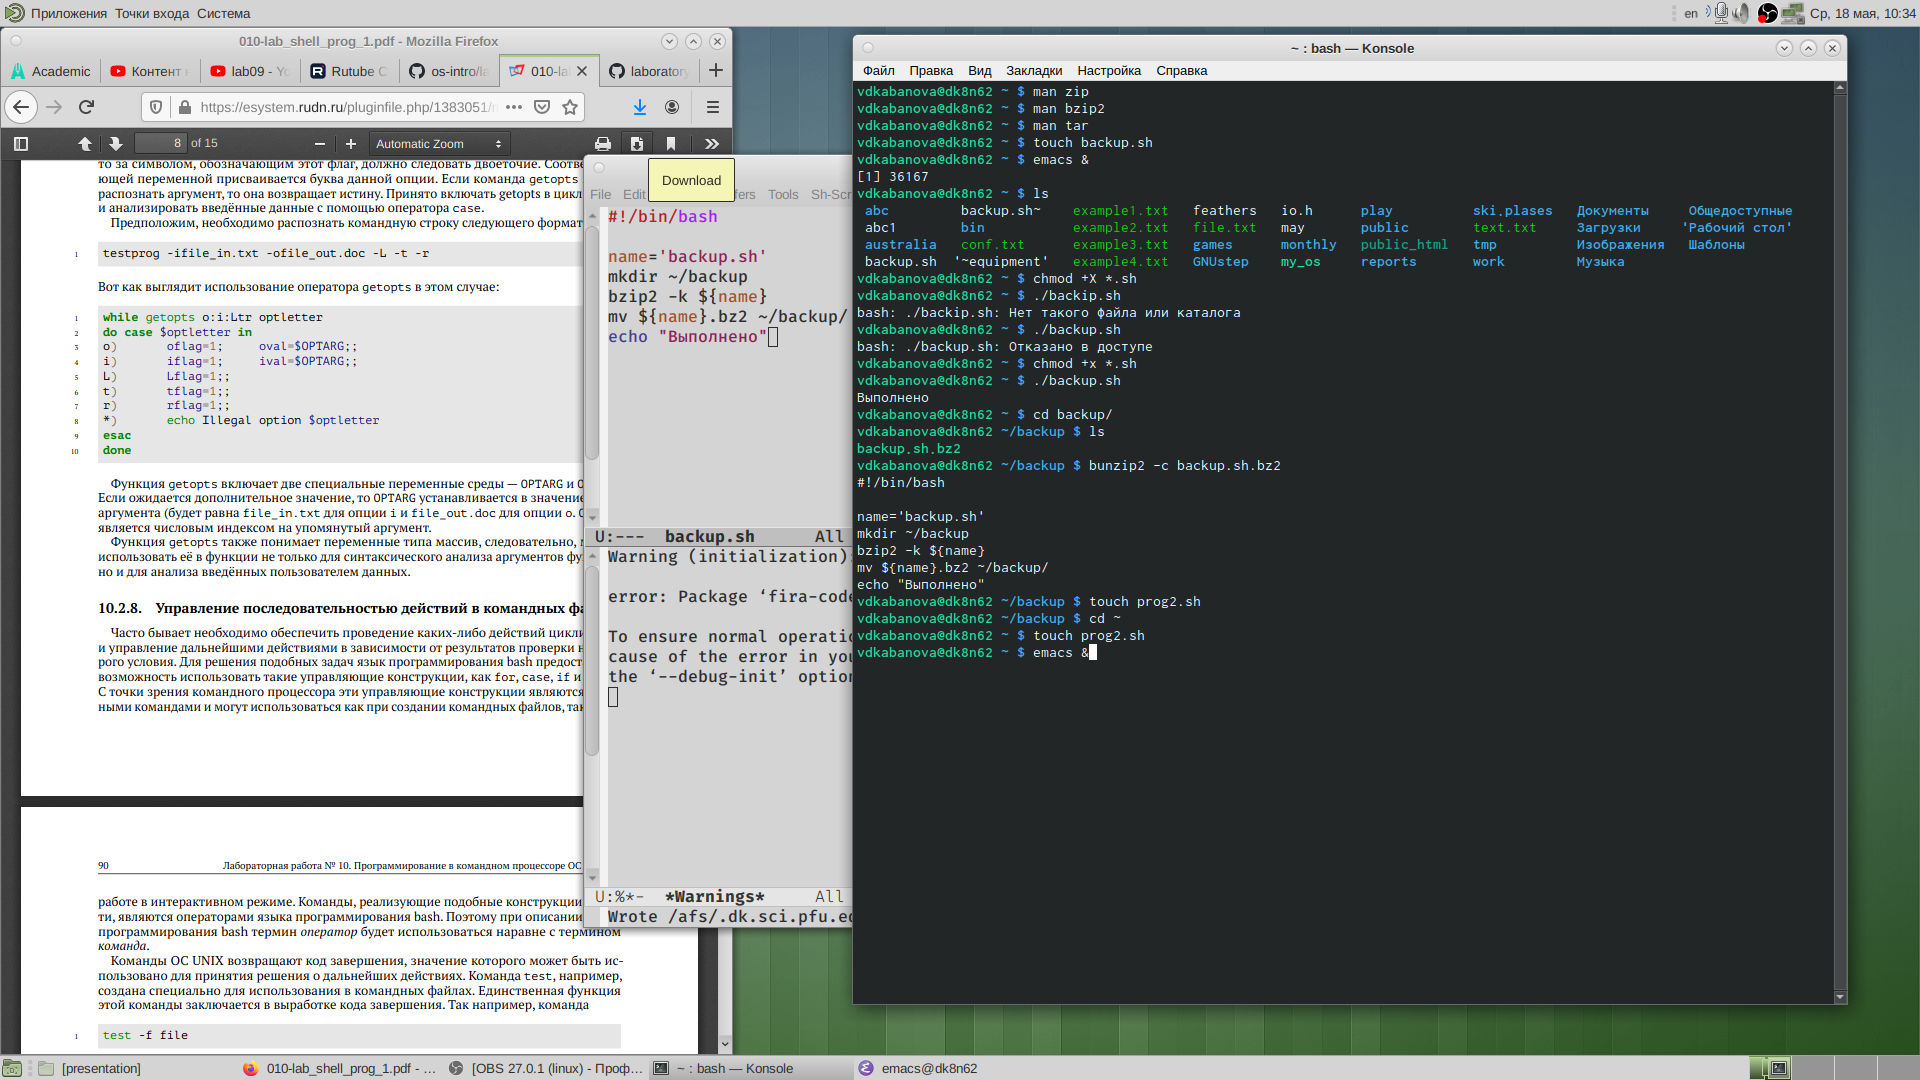 Приложения Точки входа Система
en
Ср, 18 мая, 10:34
010-lab_shell_prog_1.pdf - Mozilla Firefox
Academic
Контент
lab09 - Yo
Rutube
os-intro/la
010-la
laboratory
https://esystem.rudn.ru/pluginfile.php/1383051/
8 of 15
Automatic Zoom
то за символом, обозначающим этот флаг, должно следовать двоеточие. Соотве
ющей переменной присваивается буква данной опции. Если команда getopts
распознать аргумент, то она возвращает истину. Принято включать getopts в цикл
и анализировать введённые данные с помощью оператора case.
Предположим, необходимо распознать командную строку следующего формат
1 testprog -ifile_in.txt -ofile_out.doc -L -t -r
Вот как выглядит использование оператора getopts в этом случае:
1 while getopts o:i:Ltr optletter
2 do case $optletter in
3 o) oflag=1; oval=$OPTARG;;
4 i) iflag=1; ival=$OPTARG;;
5 L) Lflag=1;;
6 t) tflag=1;;
7 r) rflag=1;;
8 *) echo Illegal option $optletter
9 esac
10 done
Функция getopts включает две специальные переменные среды — OPTARG и O
Если ожидается дополнительное значение, то OPTARG устанавливается в значение
аргумента (будет равна file_in.txt для опции i и file_out.doc для опции o. O
является числовым индексом на упомянутый аргумент.
Функция getopts также понимает переменные типа массив, следовательно,
использовать её в функции не только для синтаксического анализа аргументов фу
но и для анализа введённых пользователем данных.
10.2.8. Управление последовательностью действий в командных фа
Часто бывает необходимо обеспечить проведение каких-либо действий цикли
и управление дальнейшими действиями в зависимости от результатов проверки н
рого условия. Для решения подобных задач язык программирования bash предост
возможность использовать такие управляющие конструкции, как for, case, if и
С точки зрения командного процессора эти управляющие конструкции являются
ными командами и могут использоваться как при создании командных файлов, так
90 Лабораторная работа № 10. Программирование в командном процессоре ОС
работе в интерактивном режиме. Команды, реализующие подобные конструкции
ти, являются операторами языка программирования bash. Поэтому при описании
программирования bash термин оператор будет использоваться наравне с термином
команда.
Команды ОС UNIX возвращают код завершения, значение которого может быть ис-
пользовано для принятия решения о дальнейших действиях. Команда test, например,
создана специально для использования в командных файлах. Единственная функция
этой команды заключается в выработке кода завершения. Так например, команда
1 test -f file
Download
File Edit fers Tools Sh-Scr
#!/bin/bash
name='backup.sh'
mkdir ~/backup
bzip2 -k ${name}
mv ${name}.bz2 ~/backup/
echo "Выполнено"
U:--- backup.sh All
Warning (initialization)
error: Package ‘fira-code
To ensure normal operatio
cause of the error in you
the ‘--debug-init’ option
U:%*- *Warnings* All
Wrote /afs/.dk.sci.pfu.ed
~ : bash — Konsole
Файл Правка Вид Закладки Настройка Справка
vdkabanova@dk8n62 ~ $ man zip
vdkabanova@dk8n62 ~ $ man bzip2
vdkabanova@dk8n62 ~ $ man tar
vdkabanova@dk8n62 ~ $ touch backup.sh
vdkabanova@dk8n62 ~ $ emacs &
[1] 36167
vdkabanova@dk8n62 ~ $ ls
abc backup.sh~ example1.txt feathers io.h play ski.plases Документы Общедоступные
abc1 bin example2.txt file.txt may public text.txt Загрузки 'Рабочий стол'
australia conf.txt example3.txt games monthly public_html tmp Изображения Шаблоны
backup.sh '~equipment' example4.txt GNUstep my_os reports work Музыка
vdkabanova@dk8n62 ~ $ chmod +X *.sh
vdkabanova@dk8n62 ~ $ ./backip.sh
bash: ./backip.sh: Нет такого файла или каталога
vdkabanova@dk8n62 ~ $ ./backup.sh
bash: ./backup.sh: Отказано в доступе
vdkabanova@dk8n62 ~ $ chmod +x *.sh
vdkabanova@dk8n62 ~ $ ./backup.sh
Выполнено
vdkabanova@dk8n62 ~ $ cd backup/
vdkabanova@dk8n62 ~/backup $ ls
backup.sh.bz2
vdkabanova@dk8n62 ~/backup $ bunzip2 -c backup.sh.bz2
#!/bin/bash
name='backup.sh'
mkdir ~/backup
bzip2 -k ${name}
mv ${name}.bz2 ~/backup/
echo "Выполнено"
vdkabanova@dk8n62 ~/backup $ touch prog2.sh
vdkabanova@dk8n62 ~/backup $ cd ~
vdkabanova@dk8n62 ~ $ touch prog2.sh
vdkabanova@dk8n62 ~ $ emacs &
[presentation]
010-lab_shell_prog_1.pdf - ...
[OBS 27.0.1 (linux) - Проф...
~ : bash — Konsole
emacs@dk8n62